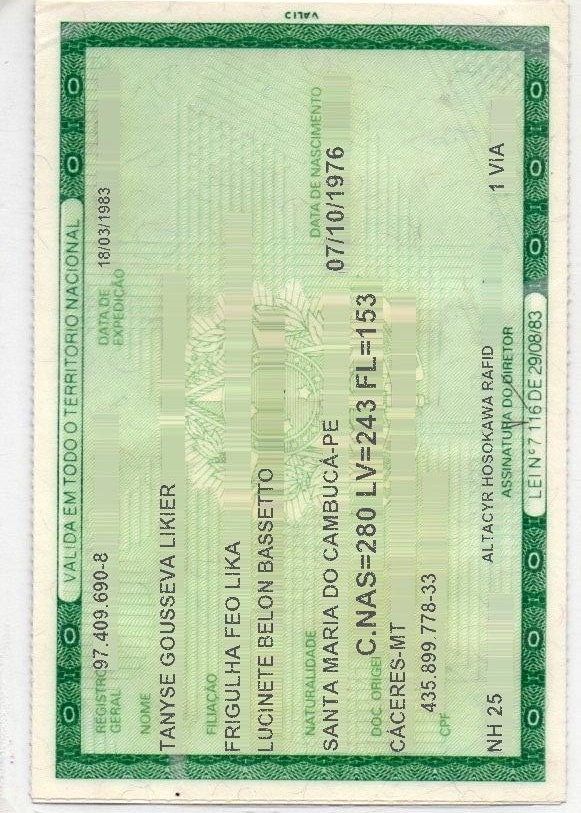 VALID
VÁLIDA EM TODO O TERRITÓRIO NACIONAL
REGISTRO GERAL 97.409.690-8 DATA DE EXPEDIÇÃO 18/03/1983
NOME
TANYSE GOUSSEVA LIKIER
FILIAÇÃO
FRIGULHA FEO LIKA
LUCINETE BELON BASSETTO
NATURALIDADE DATA DE NASCIMENTO
SANTA MARIA DO CAMBUCÁ-PE 07/10/1976
DOC. ORIGEM C.NAS=280 LV=243 FL=153
CÁCERES-MT
CPF 435.899.778-33
NH 25 ALTACYR HOSOKAWA RAFID 1 VIA
ASSINATURA DO DIRETOR
LEI Nº 7.116 DE 29/08/83